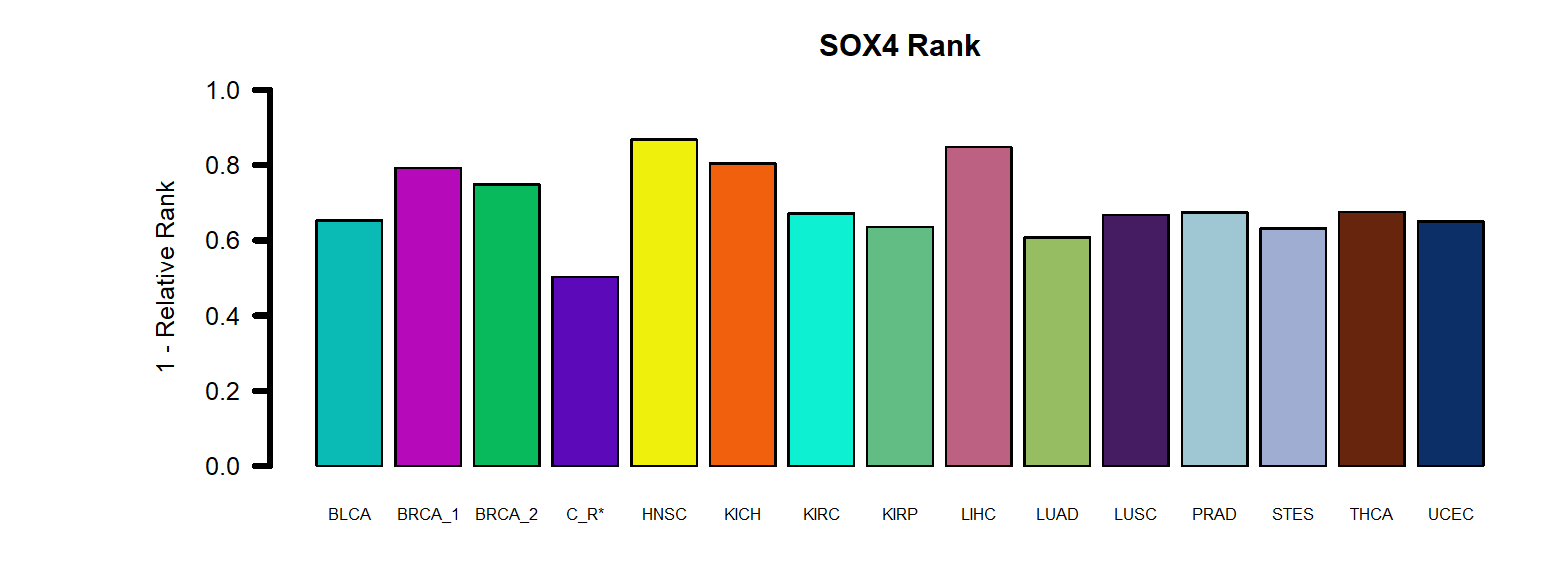 SOX4 Rank
1 - Relative Rank
1.0
0.8
0.6
0.4
0.2
0.0
BLCA BRCA_1 BRCA_2 C_R* HNSC KICH KIRC KIRP LIHC LUAD LUSC PRAD STES THCA UCEC